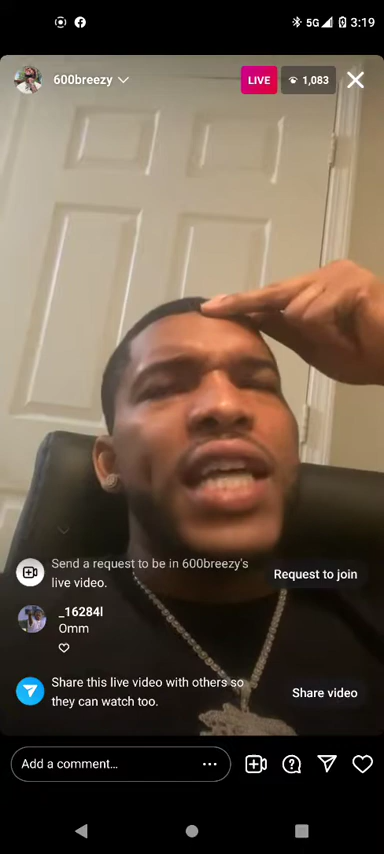 5G 3:19
600breezy LIVE 1,083
Send a request to be in 600breezy's
live video.
Request to join
_16284l
Omm
Share this live video with others so
they can watch too.
Share video
Add a comment...